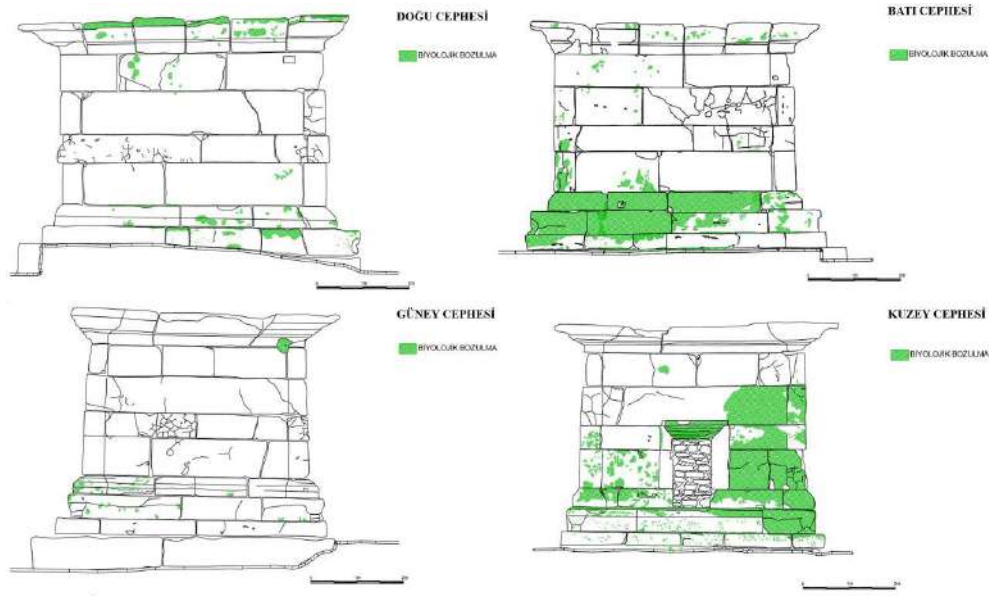 DOĞU CEPHESİ
BİYOLOJİK BOZULMA
BATI CEPHESİ
BİYOLOJİK BOZULMA
GÜNEY CEPHESİ
BİYOLOJİK BOZULMA
KUZEY CEPHESİ
BİYOLOJİK BOZULMA